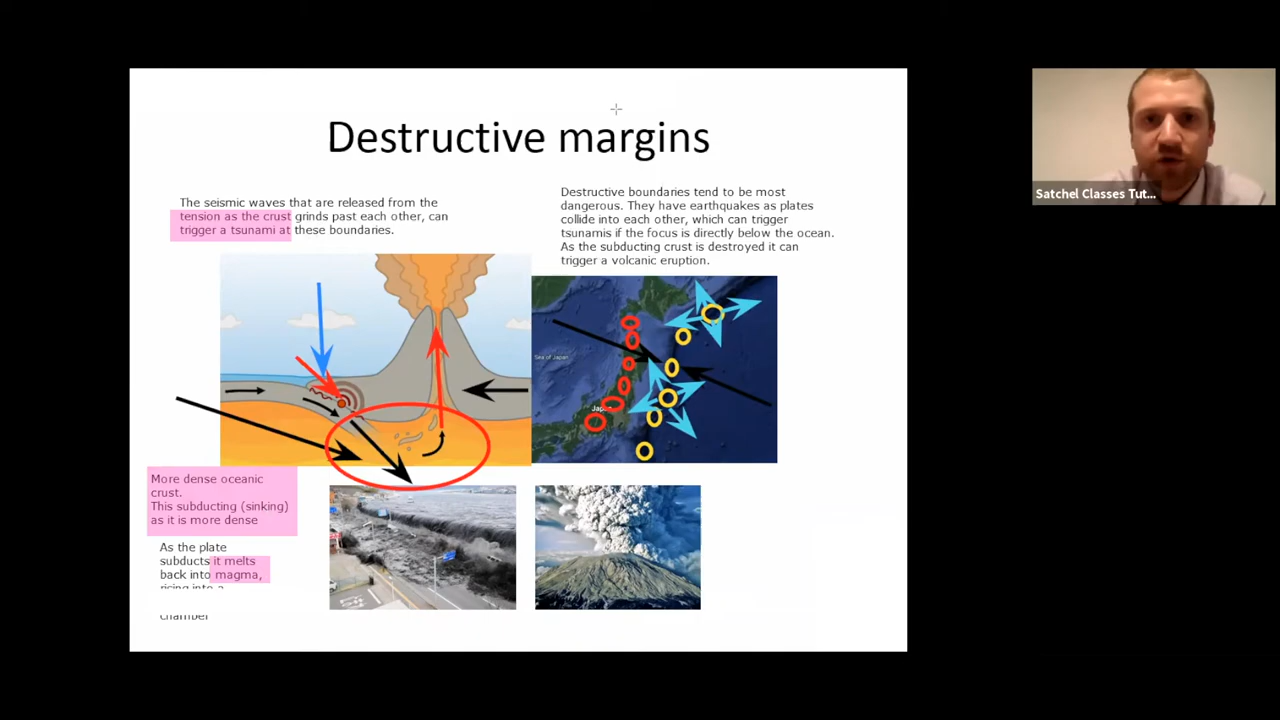 Destructive margins
The seismic waves that are released from the
tension as the crust grinds past each other, can
trigger a tsunami at these boundaries.
Destructive boundaries tend to be most
dangerous. They have earthquakes as plates
collide into each other, which can trigger
tsunamis if the focus is directly below the ocean.
As the subducting crust is destroyed it can
trigger a volcanic eruption.
Sea of Japan
Japan
More dense oceanic
crust.
This subducting (sinking)
as it is more dense
As the plate
subducts it melts
back into magma,
rising into a
chamber
Satchel Classes Tut...